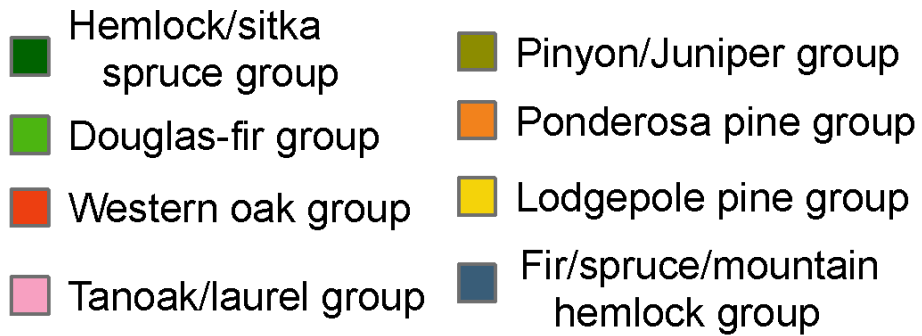 Hemlock/sitka
spruce group
Douglas-fir group
Western oak group
Tanoak/laurel group
Pinyon/Juniper group
Ponderosa pine group
Lodgepole pine group
Fir/spruce/mountain
hemlock group